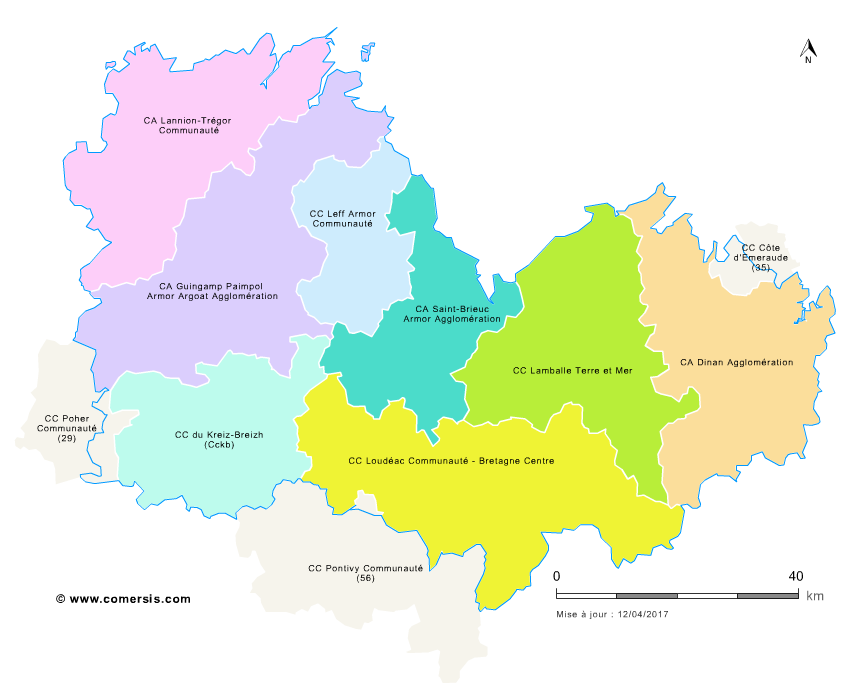 N
CA Lannion-Trégor
Communauté
CC Leff Armor
Communauté
CC Côte
d'Emeraude
(35)
CA Guingamp Paimpol
Armor Argoat Agglomération
CA Saint-Brieuc
Armor Agglomération
CC Lamballe Terre et Mer
CA Dinan Agglomération
CC Poher
Communauté
(29)
CC du Kreiz-Breizh
(Cckb)
CC Loudéac Communauté - Bretagne Centre
CC Pontivy Communauté
(56)
0 40
km
© www.comersis.com
Mise à jour : 12/04/2017